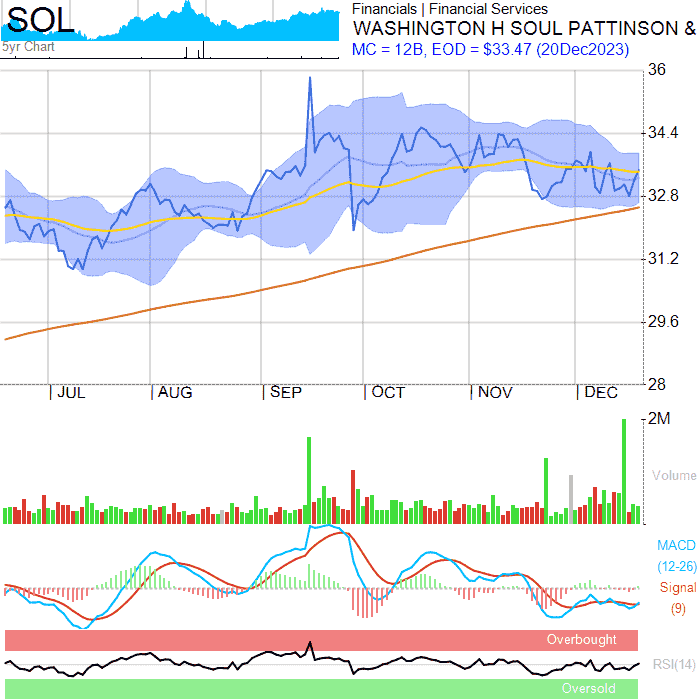 SOL
Financials | Financial Services
WASHINGTON H SOUL PATTINSON &
5yr Chart
MC = 12B, EOD = $33.47 (20Dec2023)
36
34.4
32.8
31.2
29.6
28
JUL AUG SEP OCT NOV DEC
2M
Volume
MACD
(12-26)
Signal
(9)
Overbought
RSI(14)
Oversold